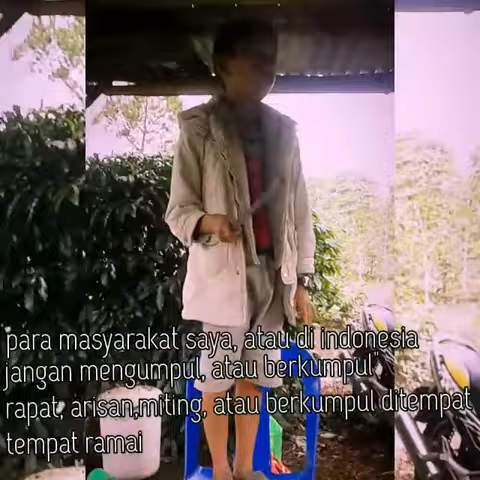 para masyarakat saya, atau di indonesia
jangan mengumpul, atau berkumpul"
rapat, arisan,miting, atau berkumpul ditempat
tempat ramai